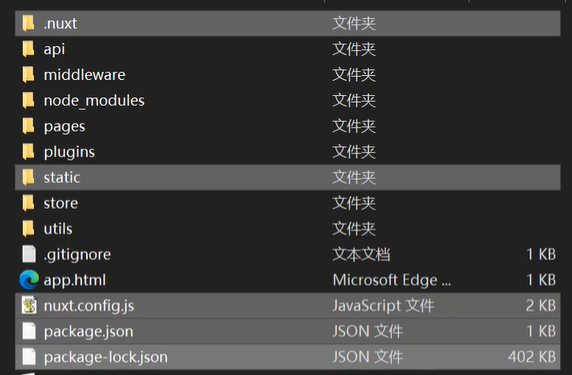 .nuxt 文件夹
api 文件夹
middleware 文件夹
node_modules 文件夹
pages 文件夹
plugins 文件夹
static 文件夹
store 文件夹
utils 文件夹
.gitignore 文本文档 1 KB
app.html Microsoft Edge ... 1 KB
nuxt.config.js JavaScript 文件 2 KB
package.json JSON 文件 1 KB
package-lock.json JSON 文件 402 KB